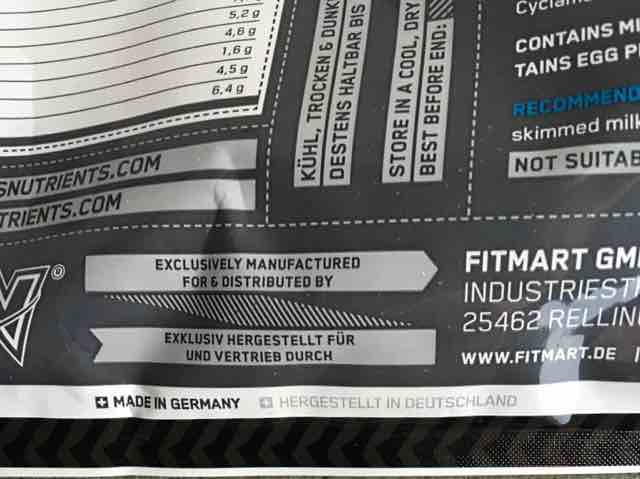 5,2 g
4,6 g
1,6 g
4,5 g
6,4 g
KÜHL, TROCKEN & DUNK
DESTENS HALTBAR BIS
STORE IN A COOL, DRY
BEST BEFORE END:
Cyclam
CONTAINS MI
TAINS EGG P
RECOMMEND
skimmed milk
NOT SUITAB
SNUTRIENTS.COM
TRIENTS.COM
EXCLUSIVELY MANUFACTURED
FOR & DISTRIBUTED BY
EXKLUSIV HERGESTELLT FÜR
UND VERTRIEB DURCH
FITMART GM
INDUSTRIEST
25462 RELLIN
WWW.FITMART.DE
MADE IN GERMANY HERGESTELLT IN DEUTSCHLAND